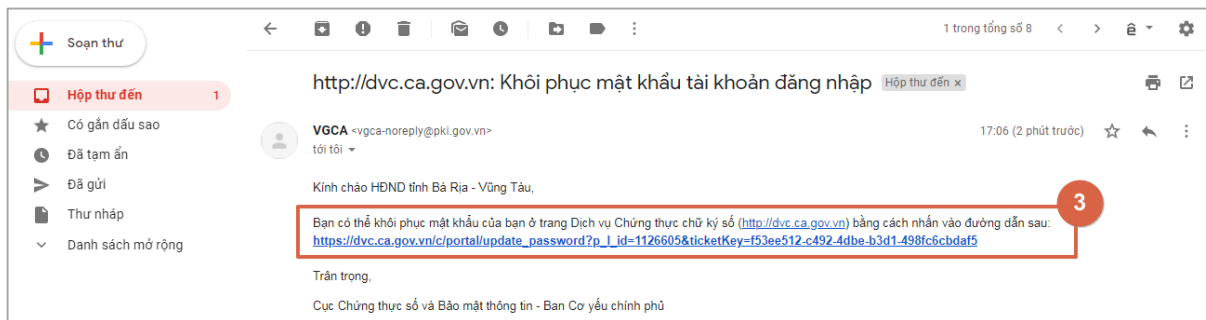 Soạn thư
1 trong tổng số 8
Hộp thư đến 1
Có gắn dấu sao
Đã tạm ẩn
Đã gửi
Thư nháp
Danh sách mở rộng
http://dvc.ca.gov.vn: Khôi phục mật khẩu tài khoản đăng nhập Hộp thư đến x
VGCA <vgca-noreply@pki.gov.vn> 17:06 (2 phút trước)
tới tôi
Kính chào HĐND tỉnh Bà Rịa - Vũng Tàu,
3
Bạn có thể khôi phục mật khẩu của bạn ở trang Dịch vụ Chứng thực chữ ký số (http://dvc.ca.gov.vn) bằng cách nhấn vào đường dẫn sau:
https://dvc.ca.gov.vn/c/portal/update_password?p_l_id=1126605&ticketKey=f53ee512-c492-4dbe-b3d1-498fc6cbdaf5
Trân trọng,
Cục Chứng thực số và Bảo mật thông tin - Ban Cơ yếu chính phủ